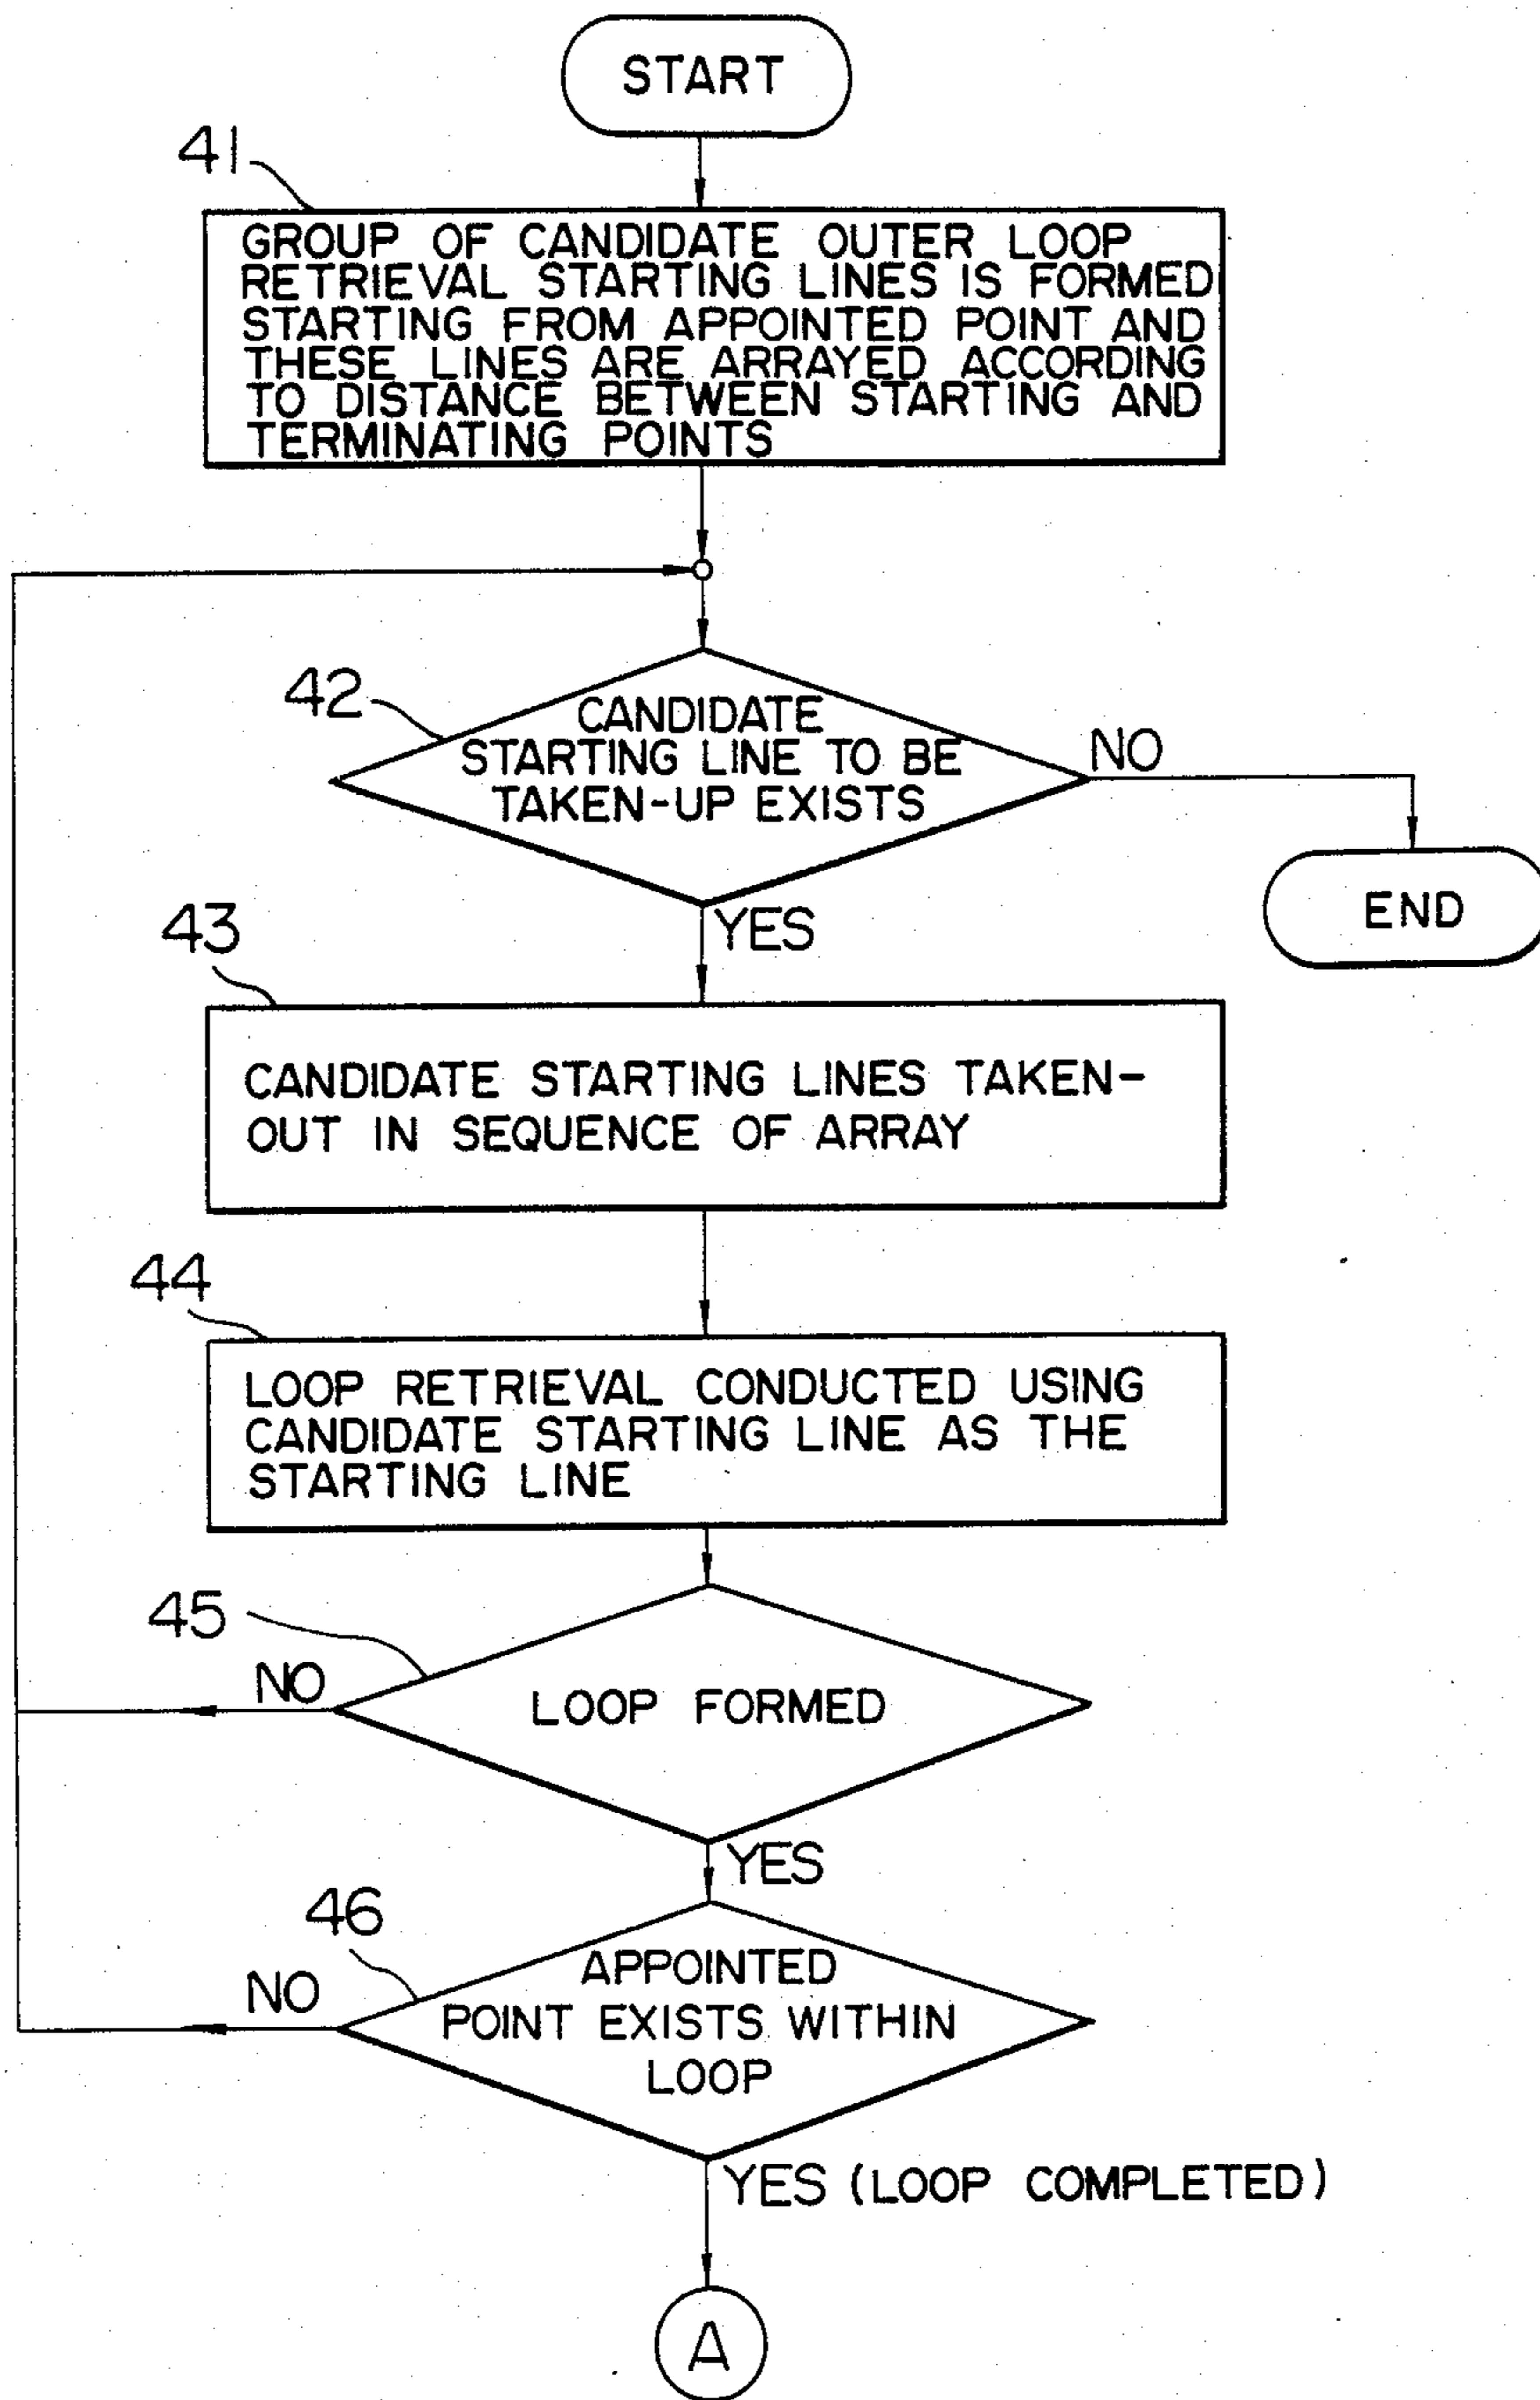 START
41
GROUP OF CANDIDATE OUTER LOOP
RETRIEVAL STARTING LINES IS FORMED
STARTING FROM APPOINTED POINT AND
THESE LINES ARE ARRAYED ACCORDING
TO DISTANCE BETWEEN STARTING AND
TERMINATING POINTS
42
CANDIDATE
STARTING LINE TO BE
TAKEN-UP EXISTS
NO
END
YES
43
CANDIDATE STARTING LINES TAKEN-
OUT IN SEQUENCE OF ARRAY
44
LOOP RETRIEVAL CONDUCTED USING
CANDIDATE STARTING LINE AS THE
STARTING LINE
45
NO
LOOP FORMED
YES
46
NO
APPOINTED
POINT EXISTS WITHIN
LOOP
YES (LOOP COMPLETED)
A